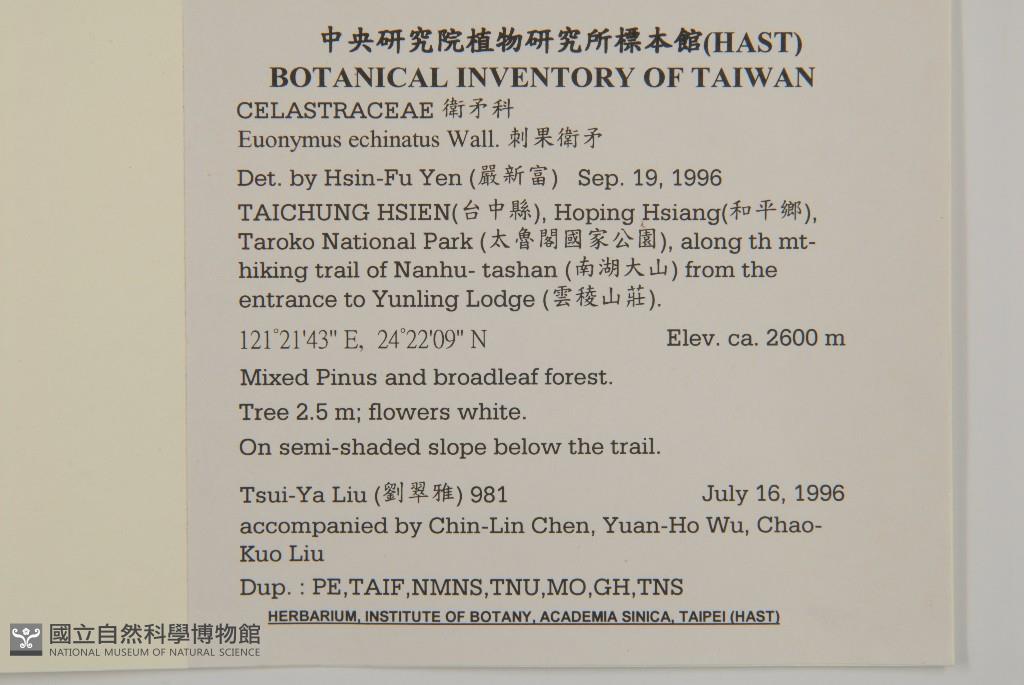 中央研究院植物研究所標本館(HAST)
BOTANICAL INVENTORY OF TAIWAN
CELASTRACEAE 衛矛科
Euonymus echinatus Wall. 刺果衛矛
Det. by Hsin-Fu Yen (嚴新富) Sep. 19, 1996
TAICHUNG HSIEN(台中縣), Hoping Hsiang(和平鄉),
Taroko National Park (太魯閣國家公園), along th mt-
hiking trail of Nanhu- tashan (南湖大山) from the
entrance to Yunling Lodge (雲稜山莊).
121°21'43" E, 24°22'09" N Elev. ca. 2600 m
Mixed Pinus and broadleaf forest.
Tree 2.5 m; flowers white.
On semi-shaded slope below the trail.
Tsui-Ya Liu (劉翠雅) 981 July 16, 1996
accompanied by Chin-Lin Chen, Yuan-Ho Wu, Chao-
Kuo Liu
Dup. : PE,TAIF,NMNS,TNU,MO,GH,TNS
HERBARIUM, INSTITUTE OF BOTANY, ACADEMIA SINICA, TAIPEI (HAST)
國立自然科學博物館
NATIONAL MUSEUM OF NATURAL SCIENCE